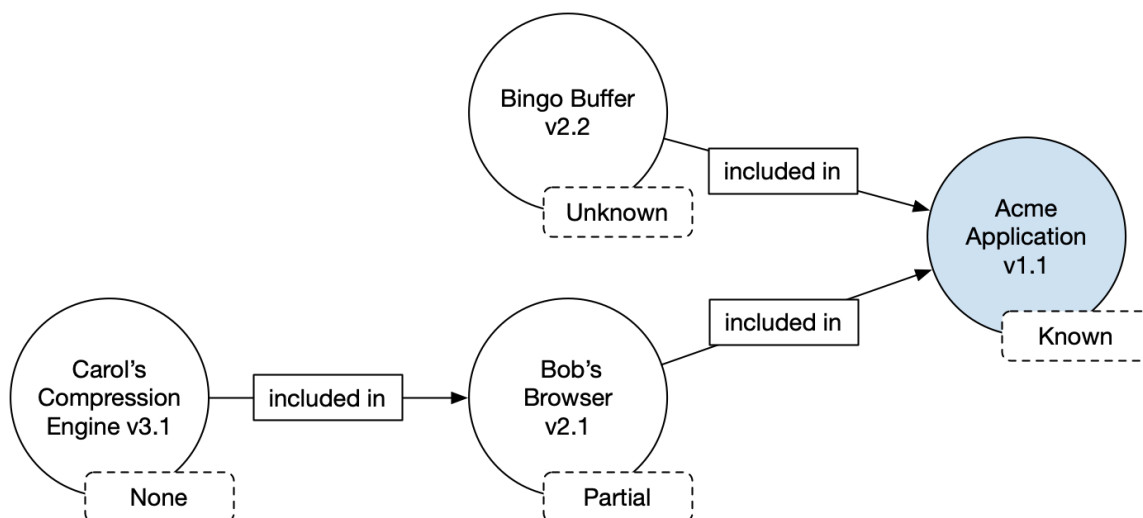 Bingo Buffer
v2.2
Unknown
included in
Acme
Application
v1.1
Known
included in
Carol’s
Compression
Engine v3.1
None
included in
Bob’s
Browser
v2.1
Partial